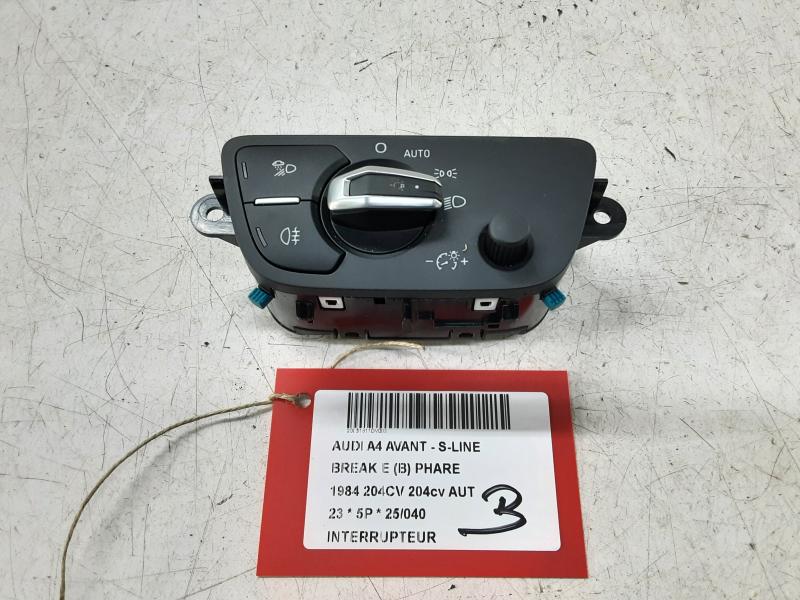 O
AUTO
AUDI A4 AVANT - S-LINE
BREAK E (B) PHARE
1984 204CV 204cv AUT
23 * 5P * 25/040
INTERRUPTEUR
B